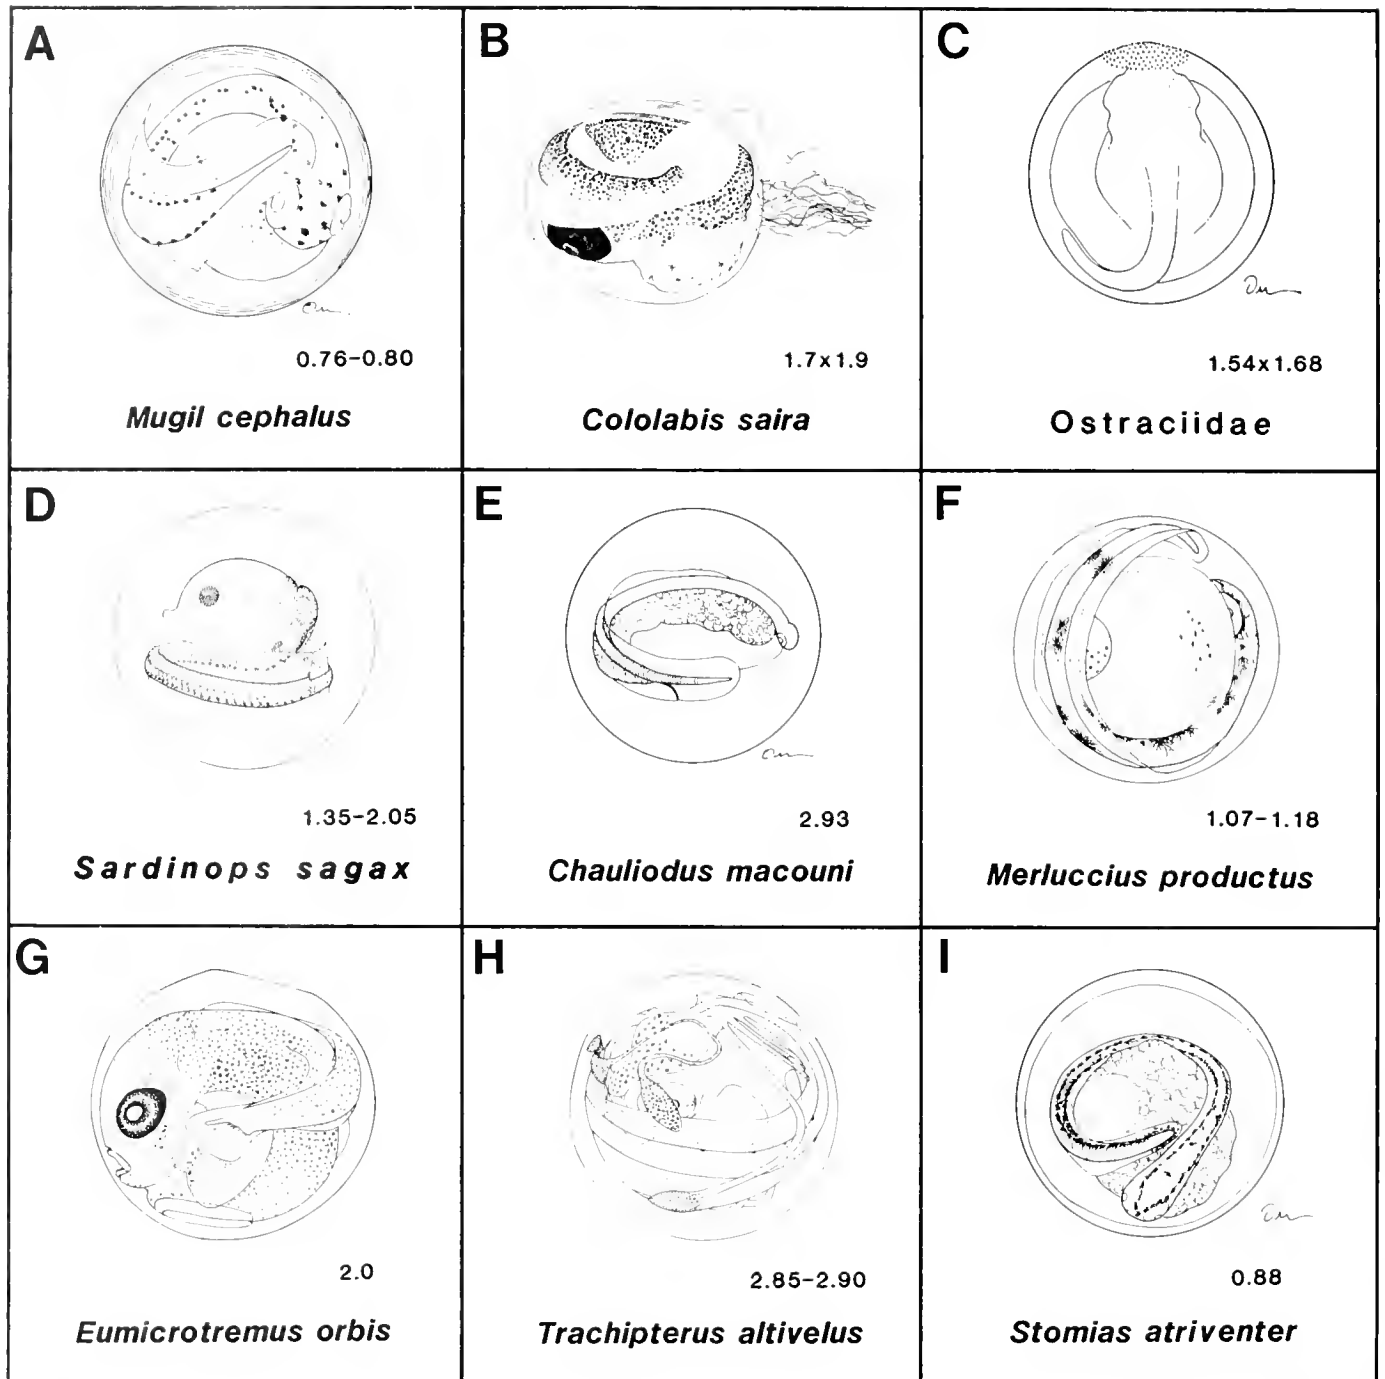 A
0.76-0.80
Mugil cephalus
B
1.7x1.9
Cololabis saira
C
1.54x1.68
Ostraciidae
D
1.35-2.05
Sardinops sagax
E
2.93
Chauliodus macouni
F
1.07-1.18
Merluccius productus
G
2.0
Eumicrotremus orbis
H
2.85-2.90
Trachipterus altivelus
I
0.88
Stomias atriventer